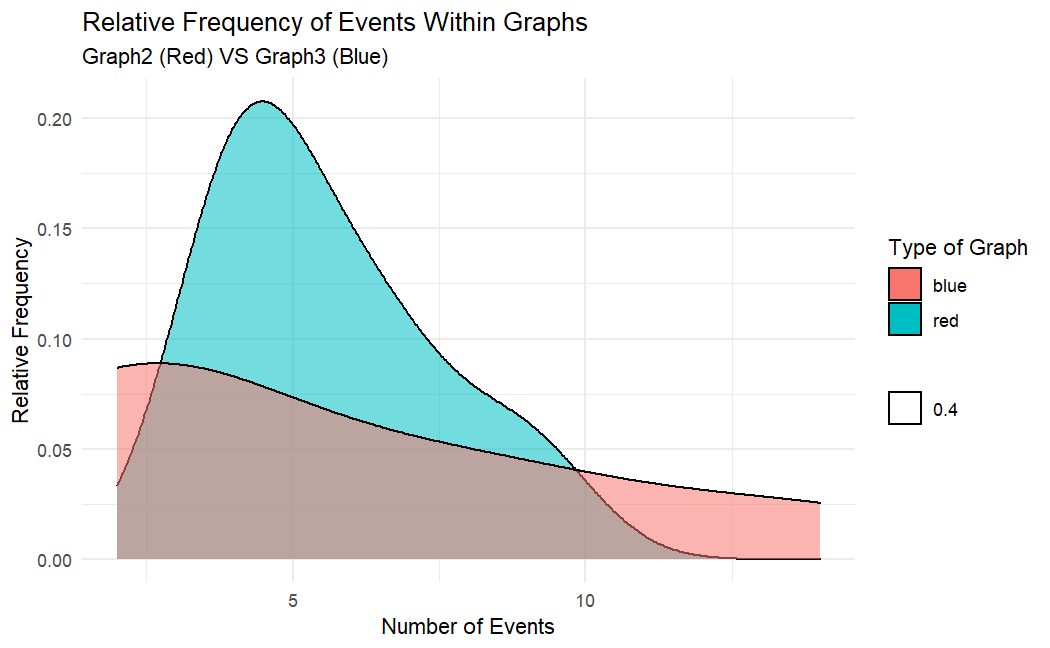 Relative Frequency of Events Within Graphs
Graph2 (Red) VS Graph3 (Blue)
Relative Frequency
0.20
0.15
0.10
0.05
0.00
5
10
Number of Events
Type of Graph
blue
red
0.4